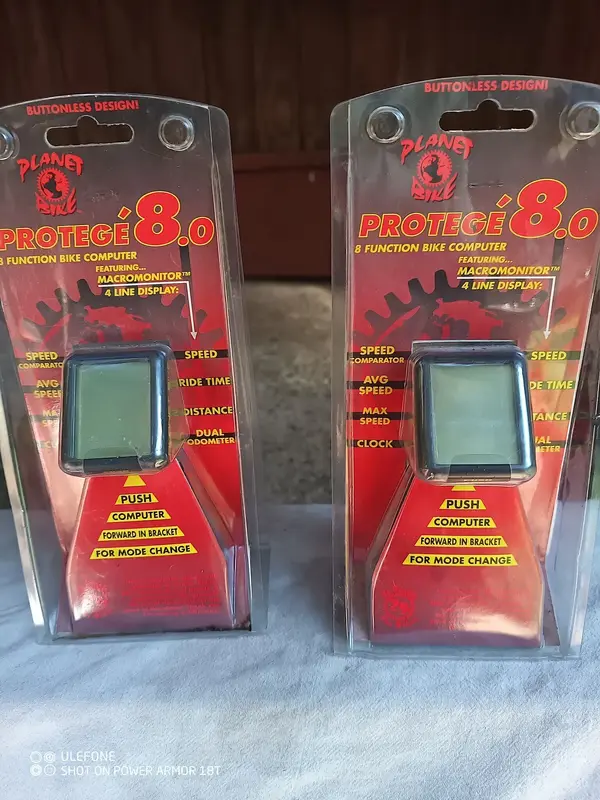 BUTTONLESS DESIGN!
PLANET
BIKE
PROTEGÉ 8.0
8 FUNCTION BIKE COMPUTER
FEATURING...
MACROMONITOR™
4 LINE DISPLAY:
SPEED
COMPARATOR
AVG
SPEED
MAX
SPEED
SPEED
RIDE TIME
DISTANCE
DUAL
ODOMETER
PUSH
COMPUTER
FORWARD IN BRACKET
FOR MODE CHANGE
BUTTONLESS DESIGN!
PLANET
BIKE
PROTEGÉ 8.0
8 FUNCTION BIKE COMPUTER
FEATURING...
MACROMONITOR™
4 LINE DISPLAY:
SPEED
COMPARATOR
AVG
SPEED
MAX
SPEED
CLOCK
SPEED
TIME
PUSH
COMPUTER
FORWARD IN BRACKET
FOR MODE CHANGE
ULEFONE
SHOT ON POWER ARMOR 18T